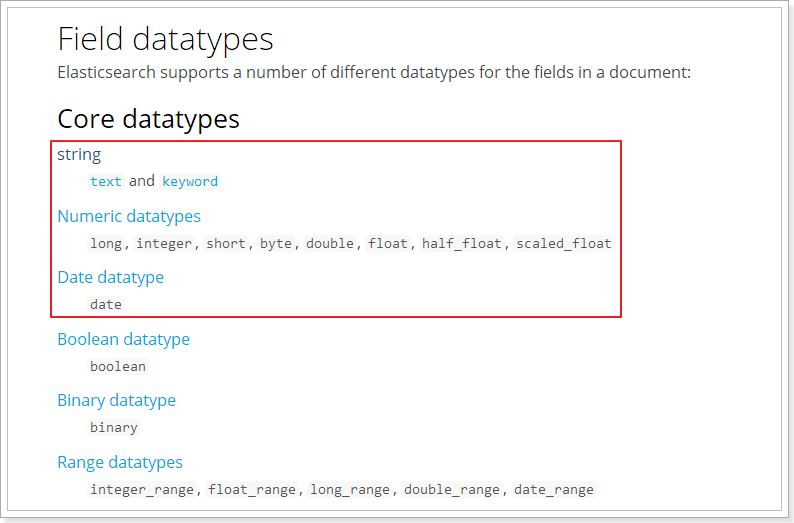 Field datatypes
Elasticsearch supports a number of different datatypes for the fields in a document:
Core datatypes
string
text and keyword
Numeric datatypes
long, integer, short, byte, double, float, half_float, scaled_float
Date datatype
date
Boolean datatype
boolean
Binary datatype
binary
Range datatypes
integer_range, float_range, long_range, double_range, date_range